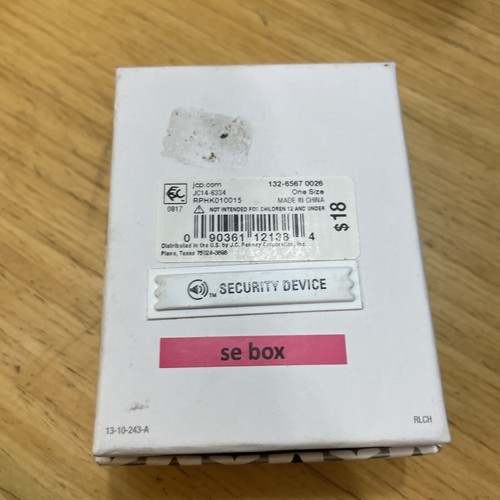 jcp.com 132-6567 0026
JC14-6334 One Size
RPHK010015 MADE IN CHINA
0817 NOT INTENDED FOR CHILDREN 12 AND UNDER
$18
0 90361 12138 4
Distributed in the U.S. by J.C. Penney Corporation, Inc.
Plano, Texas 75024-3698
TM SECURITY DEVICE
se box
13-10-243-A RLCH